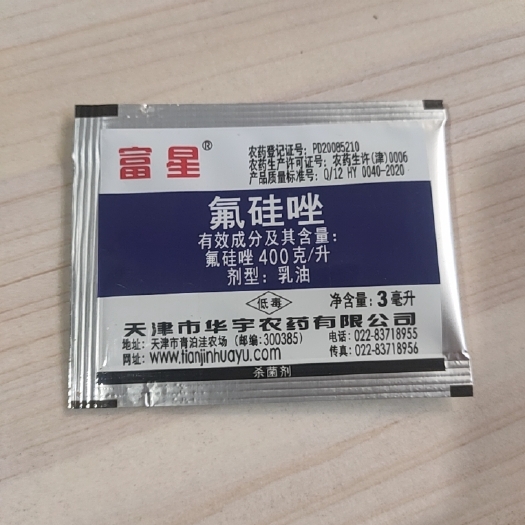 富星®
农药登记证号: PD20085210
农药生产许可证号: 农药生许(津)0006
产品质量标准号: Q/12 HY 0040-2020
氟硅唑
有效成分及其含量:
氟硅唑 400克/升
剂型: 乳油
低毒
净含量: 3毫升
天津市华宇农药有限公司
地址: 天津市青泊洼农场 (邮编:300385)
电话: 022-83718955
网址: www.tianjinhuayu.com
传真: 022-83718956
杀菌剂